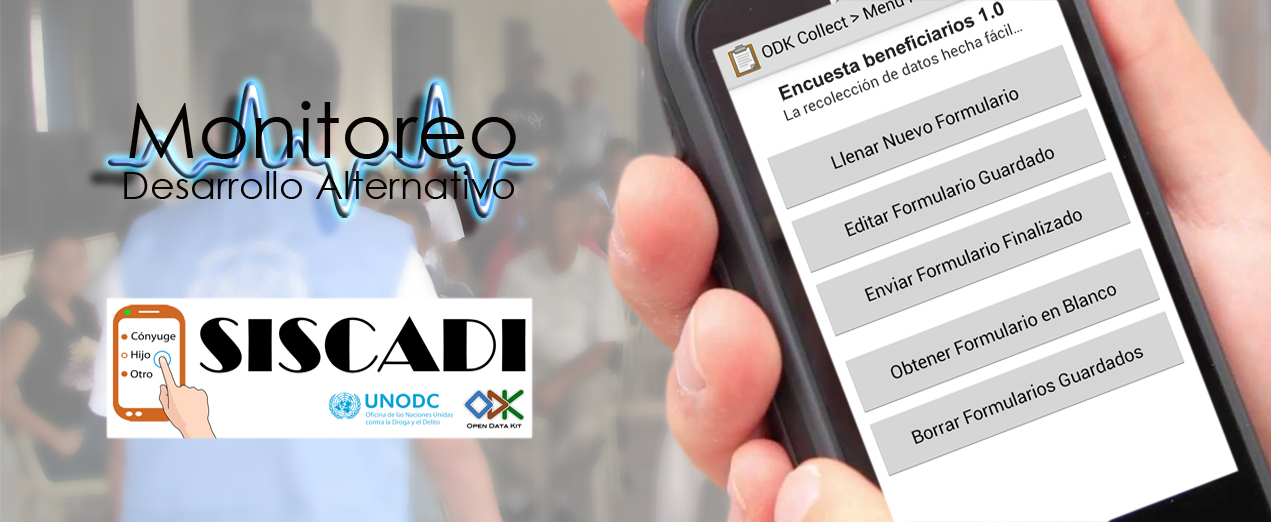 Monitoreo
Desarrollo Alternativo
Cónyuge
Hijo
Otro
SISCADI
UNODC
Oficina de las Naciones Unidas
contra la Droga y el Delito
ODK
OPEN DATA KIT
ODK Collect > Menú
Encuesta beneficiarios 1.0
La recolección de datos hecha fácil...
Llenar Nuevo Formulario
Editar Formulario Guardado
Enviar Formulario Finalizado
Obtener Formulario en Blanco
Borrar Formularios Guardados